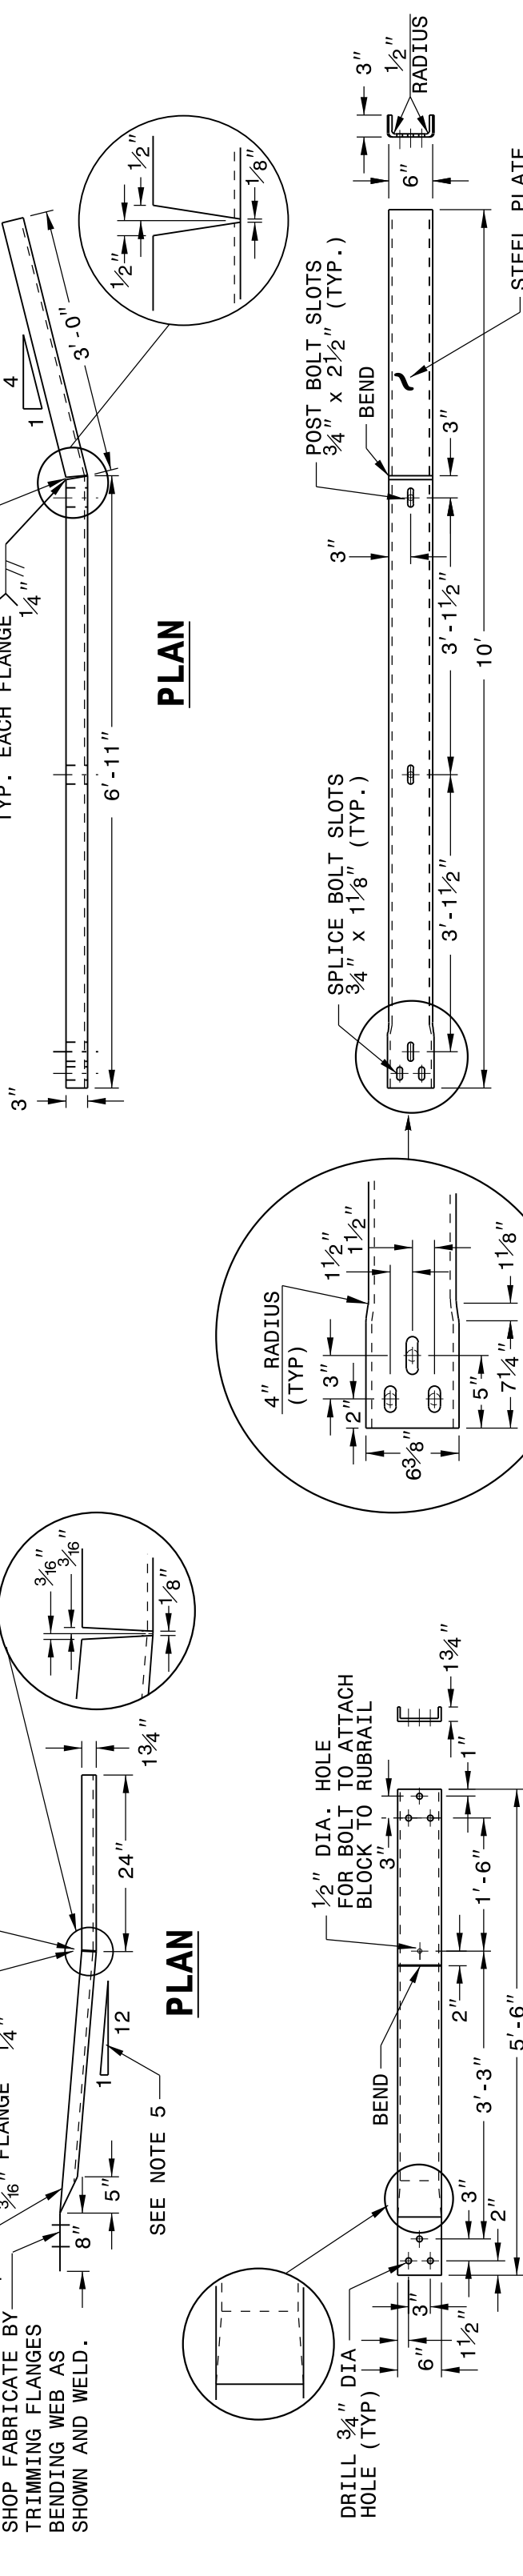 TYP. EACH FLANGE
1/4"
4
1
3'-0"
6'-11"
3"
PLAN
1/2"
1/2"
1/8"
SPLICE BOLT SLOTS
3/4" x 1 1/8" (TYP.)
POST BOLT SLOTS
3/4" x 2 1/2" (TYP.)
BEND
3"
3"
3'-1 1/2"
3'-1 1/2"
10'
6"
3"
1/2"
RADIUS
STEEL PLATE
4" RADIUS
(TYP)
1 1/2"
1 1/2"
3"
2"
6 3/8"
5"
7 1/4"
1 1/8"
SHOP FABRICATE BY
TRIMMING FLANGES
BENDING WEB AS
SHOWN AND WELD.
3/16" FLANGE
1/4"
8"
5"
1
12
SEE NOTE 5
24"
1 3/4"
PLAN
3/16"
3/16"
1/8"
1/2" DIA. HOLE
FOR BOLT TO ATTACH
BLOCK TO RUBRAIL
BEND
DRILL 3/4" DIA
HOLE (TYP)
6"
3"
1 1/2"
3"
2"
3'-3"
2"
1'-6"
3"
1"
1 3/4"
5'-6"